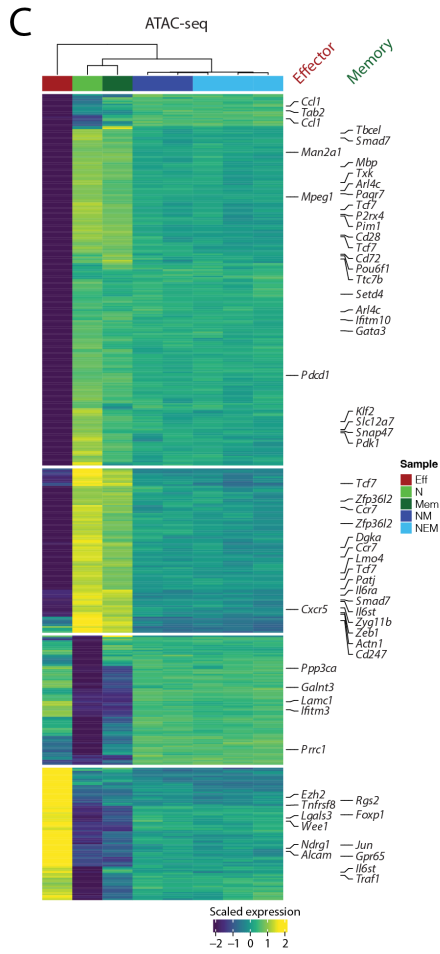 C
ATAC-seq
Effector
Memory
Ccl1
Tab2
Ccl1
Man2a1
Mpeg1
Pdcd1
Cxcr5
Ppp3ca
Galnt3
Lamc1
Ifitm3
Prrc1
Ezh2
Tnfrsf8
Lgals3
Wee1
Ndrg1
Alcam
Tbcel
Smad7
Mbp
Txk
Arl4c
Paqr7
Tcf7
P2rx4
Pim1
Cd28
Tcf7
Cd72
Pou6f1
Ttc7b
Setd4
Arl4c
Ifitm10
Gata3
Klf2
Slc12a7
Snap47
Pdk1
Tcf7
Zfp36l2
Ccr7
Zfp36l2
Dgka
Ccr7
Lmo4
Tcf7
Patj
Il6ra
Smad7
Il6st
Zyg11b
Zeb1
Actn1
Cd247
Rgs2
Foxp1
Jun
Gpr65
Il6st
Traf1
Sample
Eff
N
Mem
NM
NEM
Scaled expression
−2 −1 0 1 2